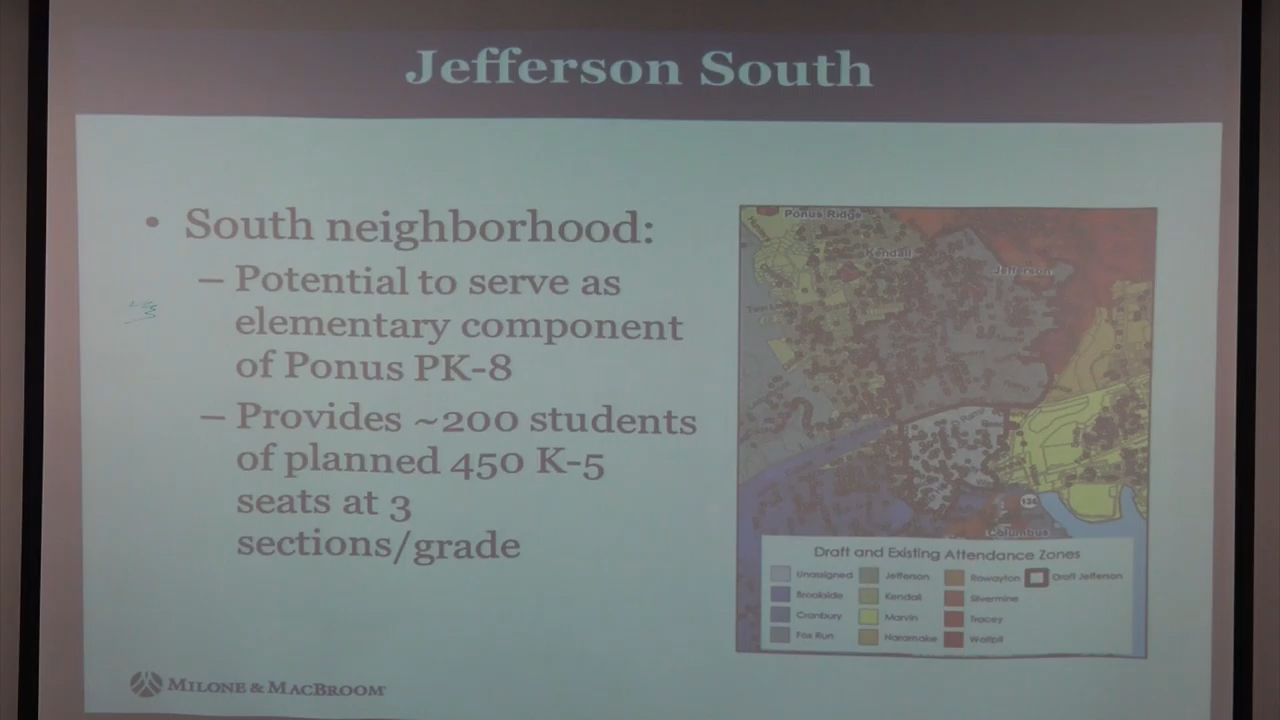 Jefferson South
• South neighborhood:
– Potential to serve as
elementary component
of Ponus PK-8
– Provides ~200 students
of planned 450 K-5
seats at 3
sections/grade
Ponus Ridge
Kendall
Jefferson
136
Columbus
Draft and Existing Attendance Zones
Unassigned
Jefferson
Rowayton
Draft Jefferson
Brookside
Kendall
Silvermine
Cranbury
Marvin
Tracey
Fox Run
Naramake
Wolfpit
MILONE & MACBROOM